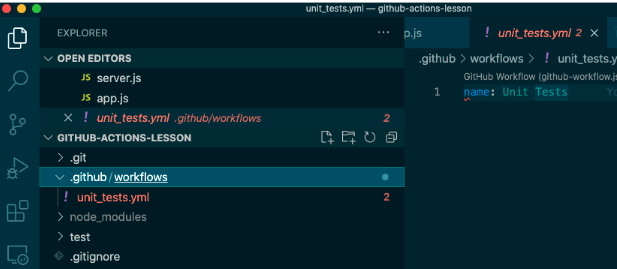 unit_tests.yml — github-actions-lesson
EXPLORER
OPEN EDITORS
JS server.js
JS app.js
unit_tests.yml .github/workflows 2
GITHUB-ACTIONS-LESSON
.git
.github / workflows
unit_tests.yml 2
node_modules
test
.gitignore
pp.js ! unit_tests.yml 2
.github > workflows > ! unit_tests.
GitHub Workflow (github-workflow.js
1 name: Unit Tests Yo